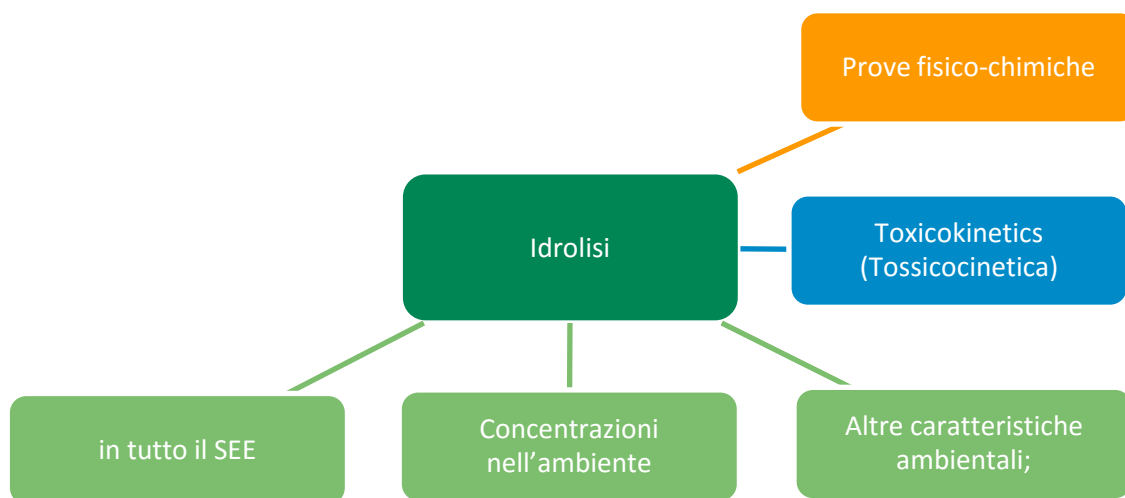 Prove fisico-chimiche
Idrolisi
Toxicokinetics
(Tossicocinetica)
in tutto il SEE
Concentrazioni
nell’ambiente
Altre caratteristiche
ambientali;